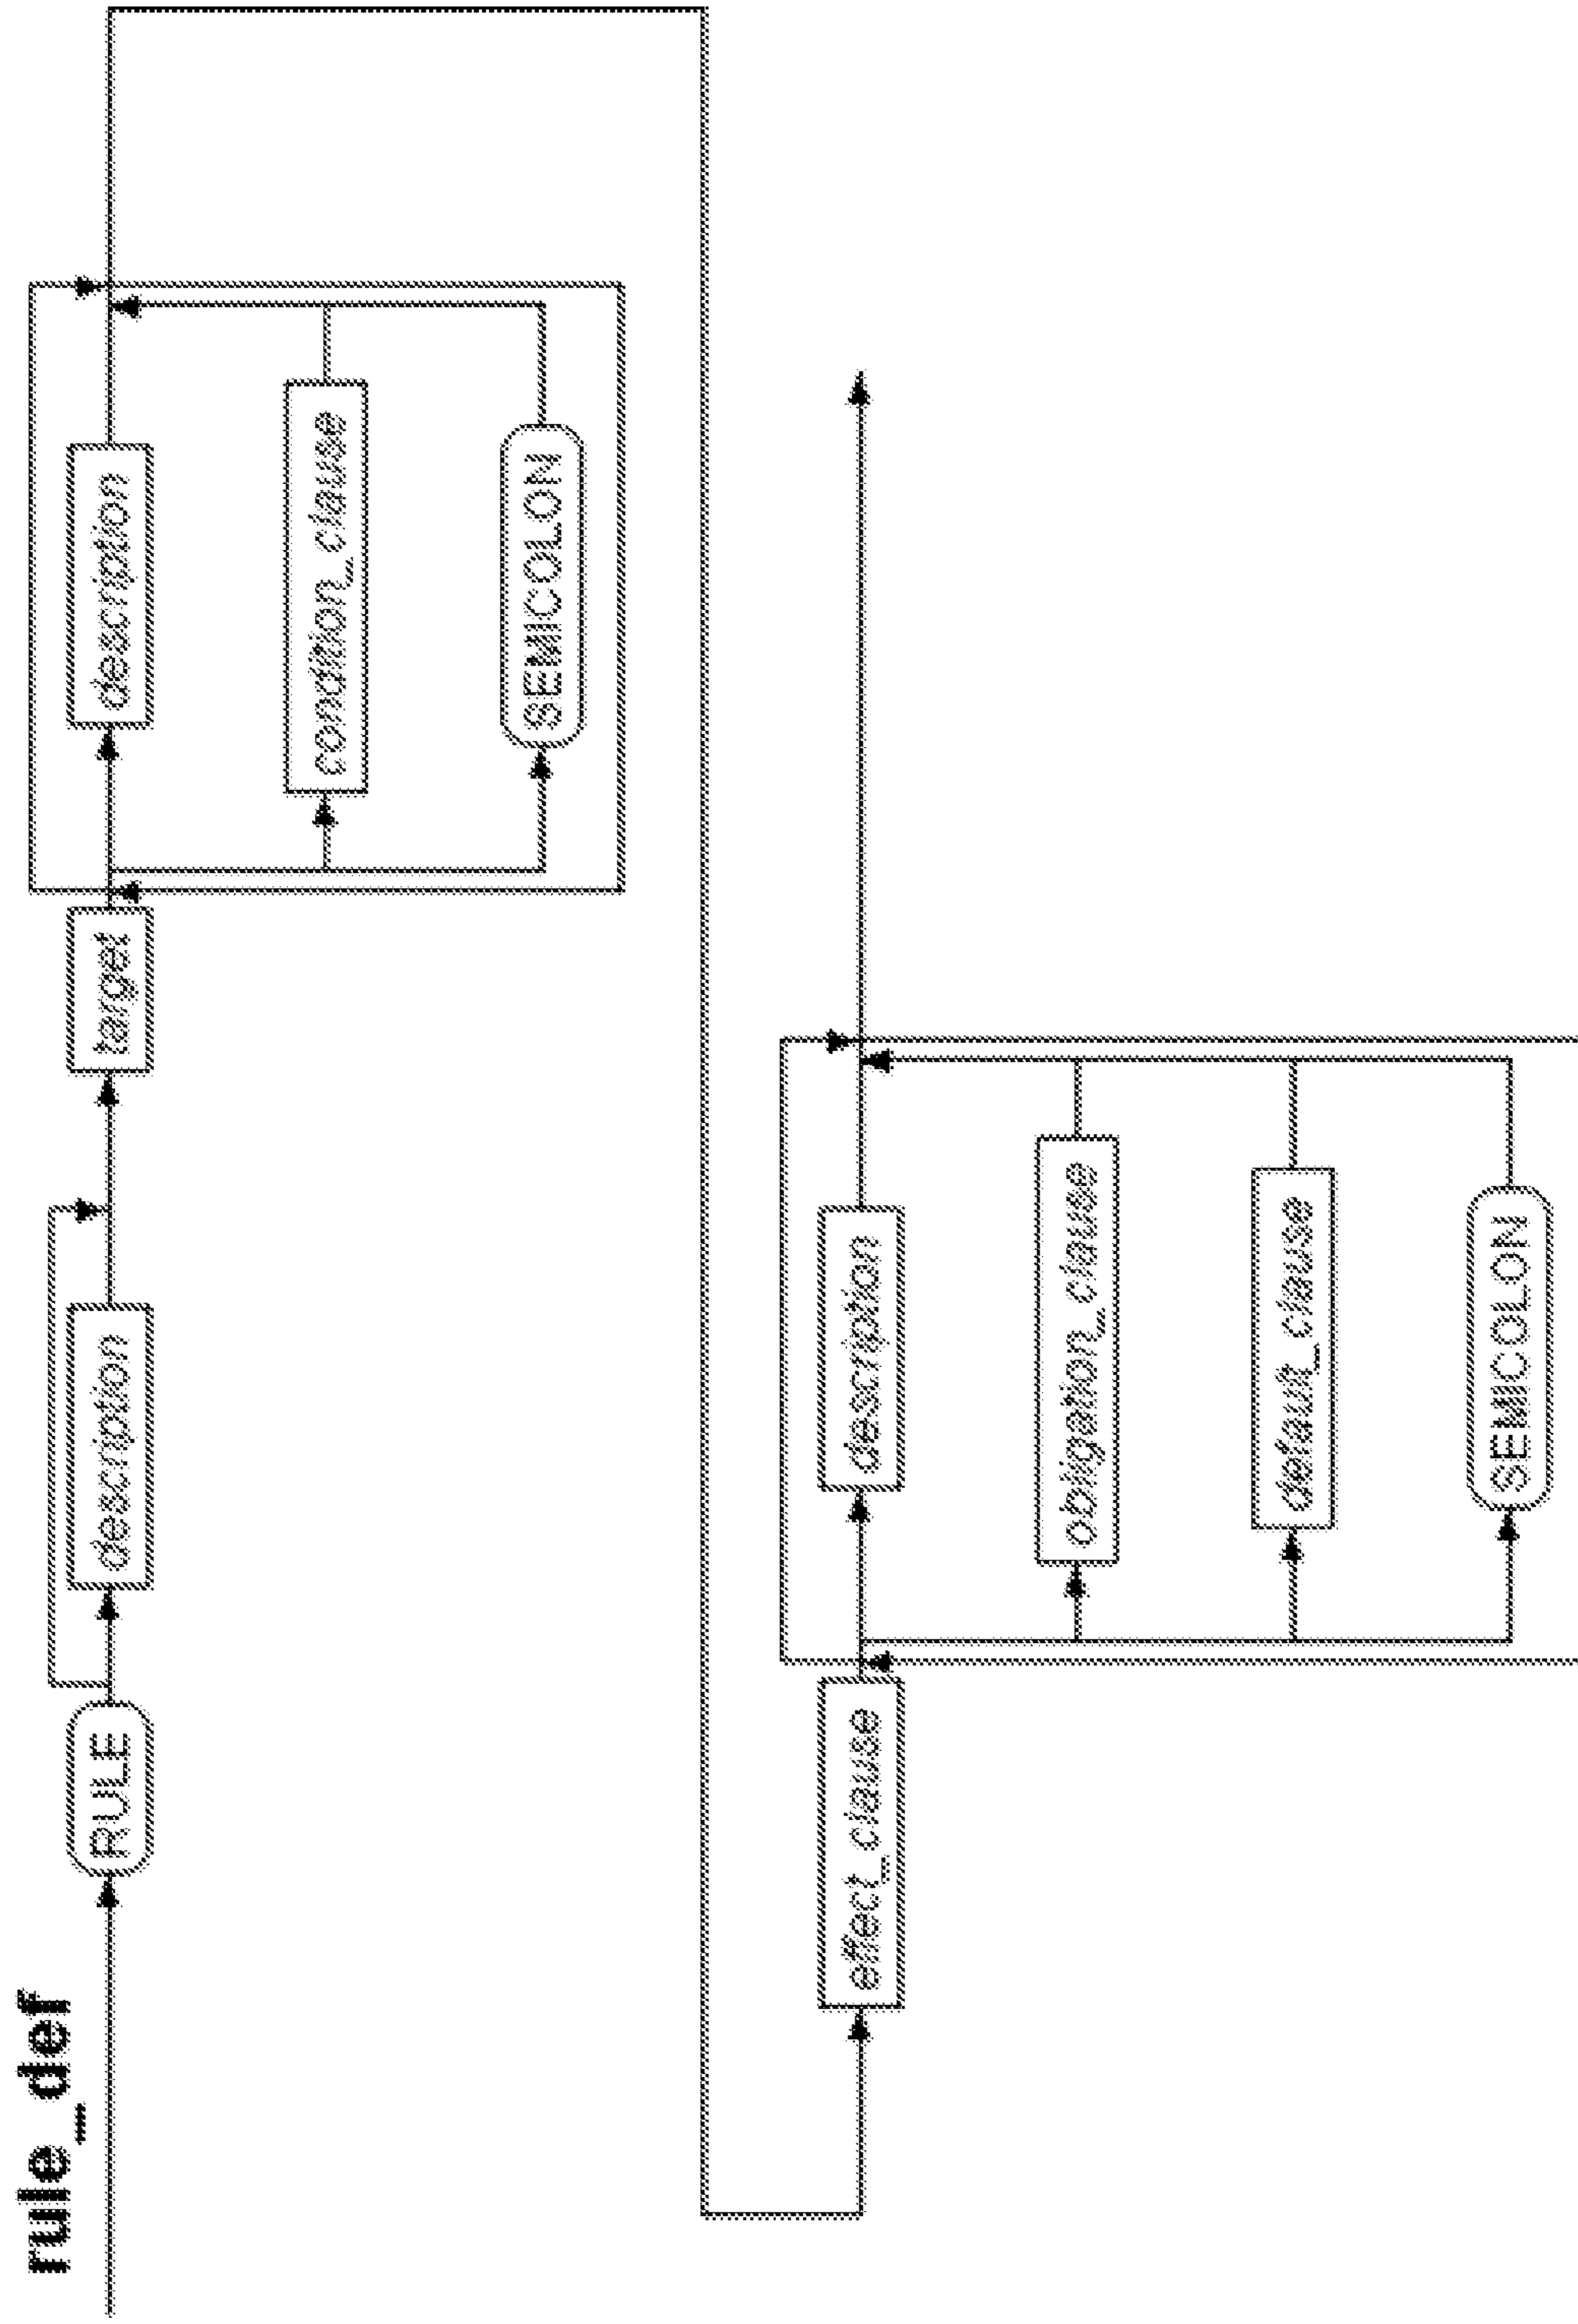 rule_def
RULE
description
target
description
condition_clause
SEMICOLON
effect_clause
description
obligation_clause
default_clause
SEMICOLON